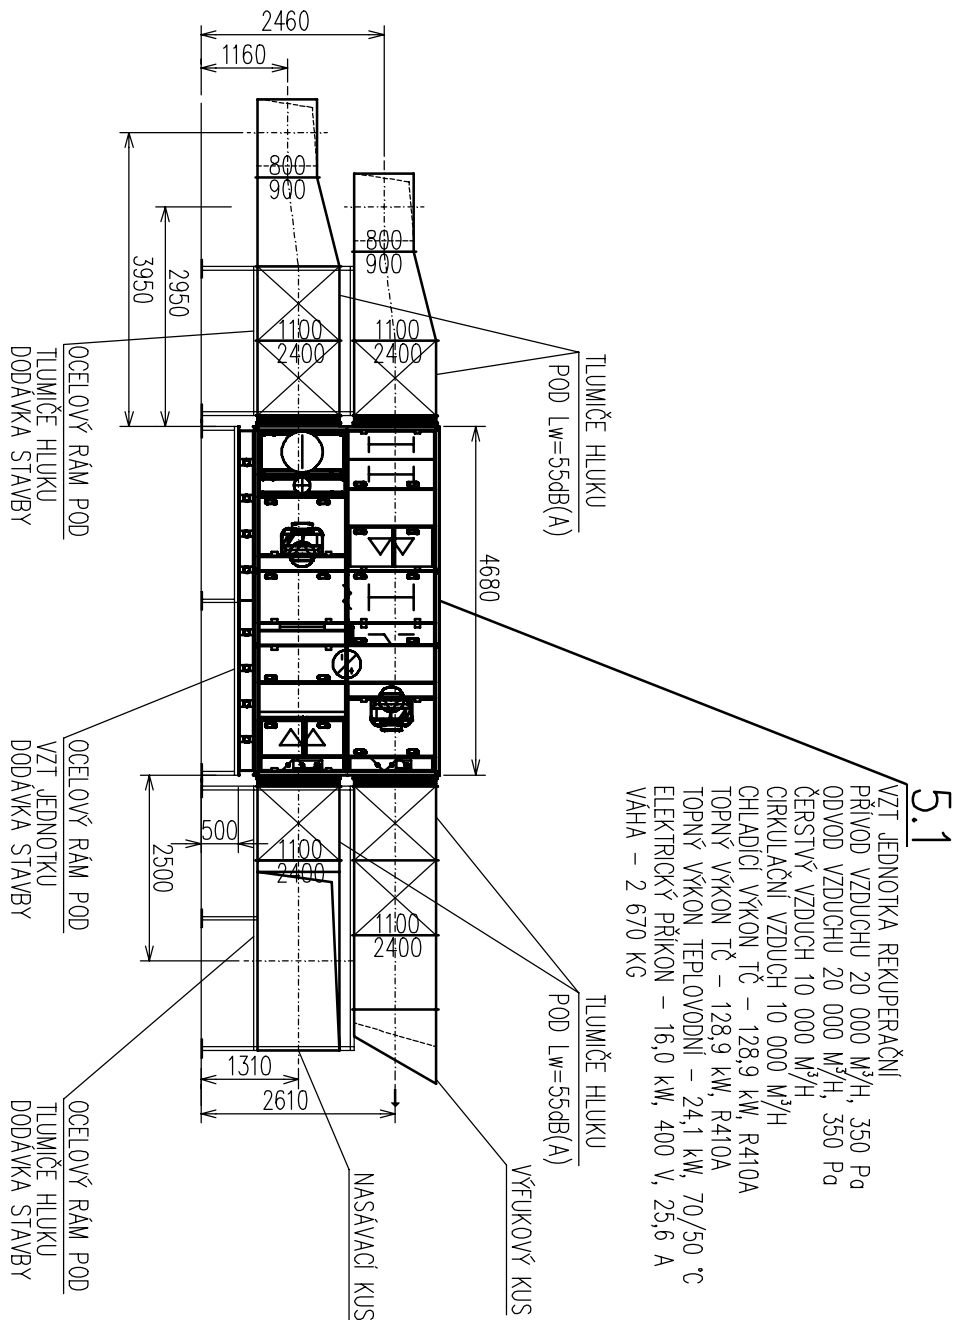 5.1
VZT JEDNOTKA REKUPERAČNÍ
PŘÍVOD VZDUCHU 20 000 M³/H, 350 Pa
ODVOD VZDUCHU 20 000 M³/H, 350 Pa
ČERSTVÝ VZDUCH 10 000 M³/H
CIRKULAČNÍ VZDUCH 10 000 M³/H
CHLADÍCÍ VÝKON TČ - 128,9 kW, R410A
TOPNÝ VÝKON TČ - 128,9 kW, R410A
TOPNÝ VÝKON TEPLOVODNÍ - 24,1 kW, 70/50 °C
ELEKTRICKÝ PŘÍKON - 16,0 kW, 400 V, 25,6 A
VÁHA - 2 670 KG
TLUMIČE HLUKU
POD Lw=55dB(A)
TLUMIČE HLUKU
POD Lw=55dB(A)
VÝFUKOVÝ KUS
NASÁVACÍ KUS
4680
2460
1160
800
900
800
900
1100
2400
1100
2400
2950
3950
1100
2400
1100
2400
500
2500
1310
2610
OCELOVÝ RÁM POD
TLUMIČE HLUKU
DODÁVKA STAVBY
OCELOVÝ RÁM POD
VZT JEDNOTKU
DODÁVKA STAVBY
OCELOVÝ RÁM POD
TLUMIČE HLUKU
DODÁVKA STAVBY